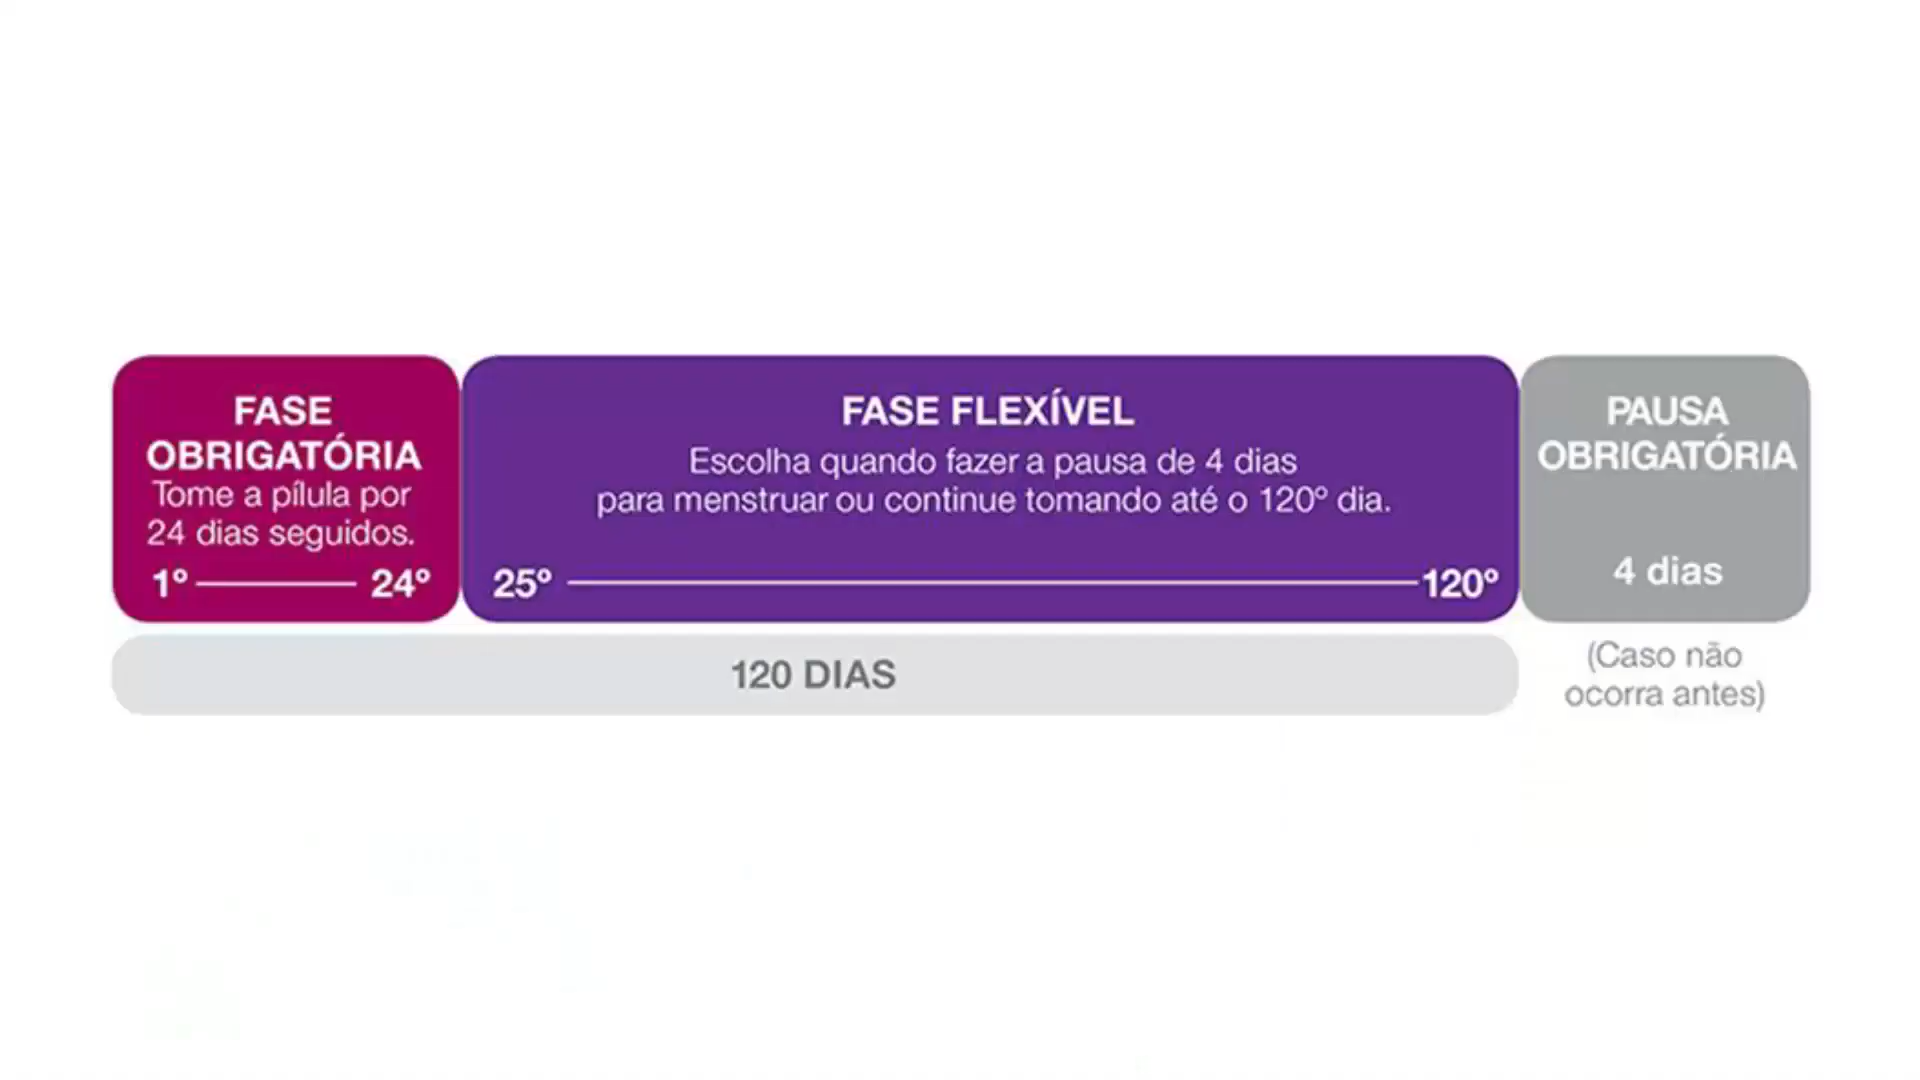 FASE
OBRIGATÓRIA
Tome a pílula por
24 dias seguidos.
1º 24º
FASE FLEXÍVEL
Escolha quando fazer a pausa de 4 dias
para menstruar ou continue tomando até o 120º dia.
25º 120º
PAUSA
OBRIGATÓRIA
4 dias
120 DIAS
(Caso não
ocorra antes)